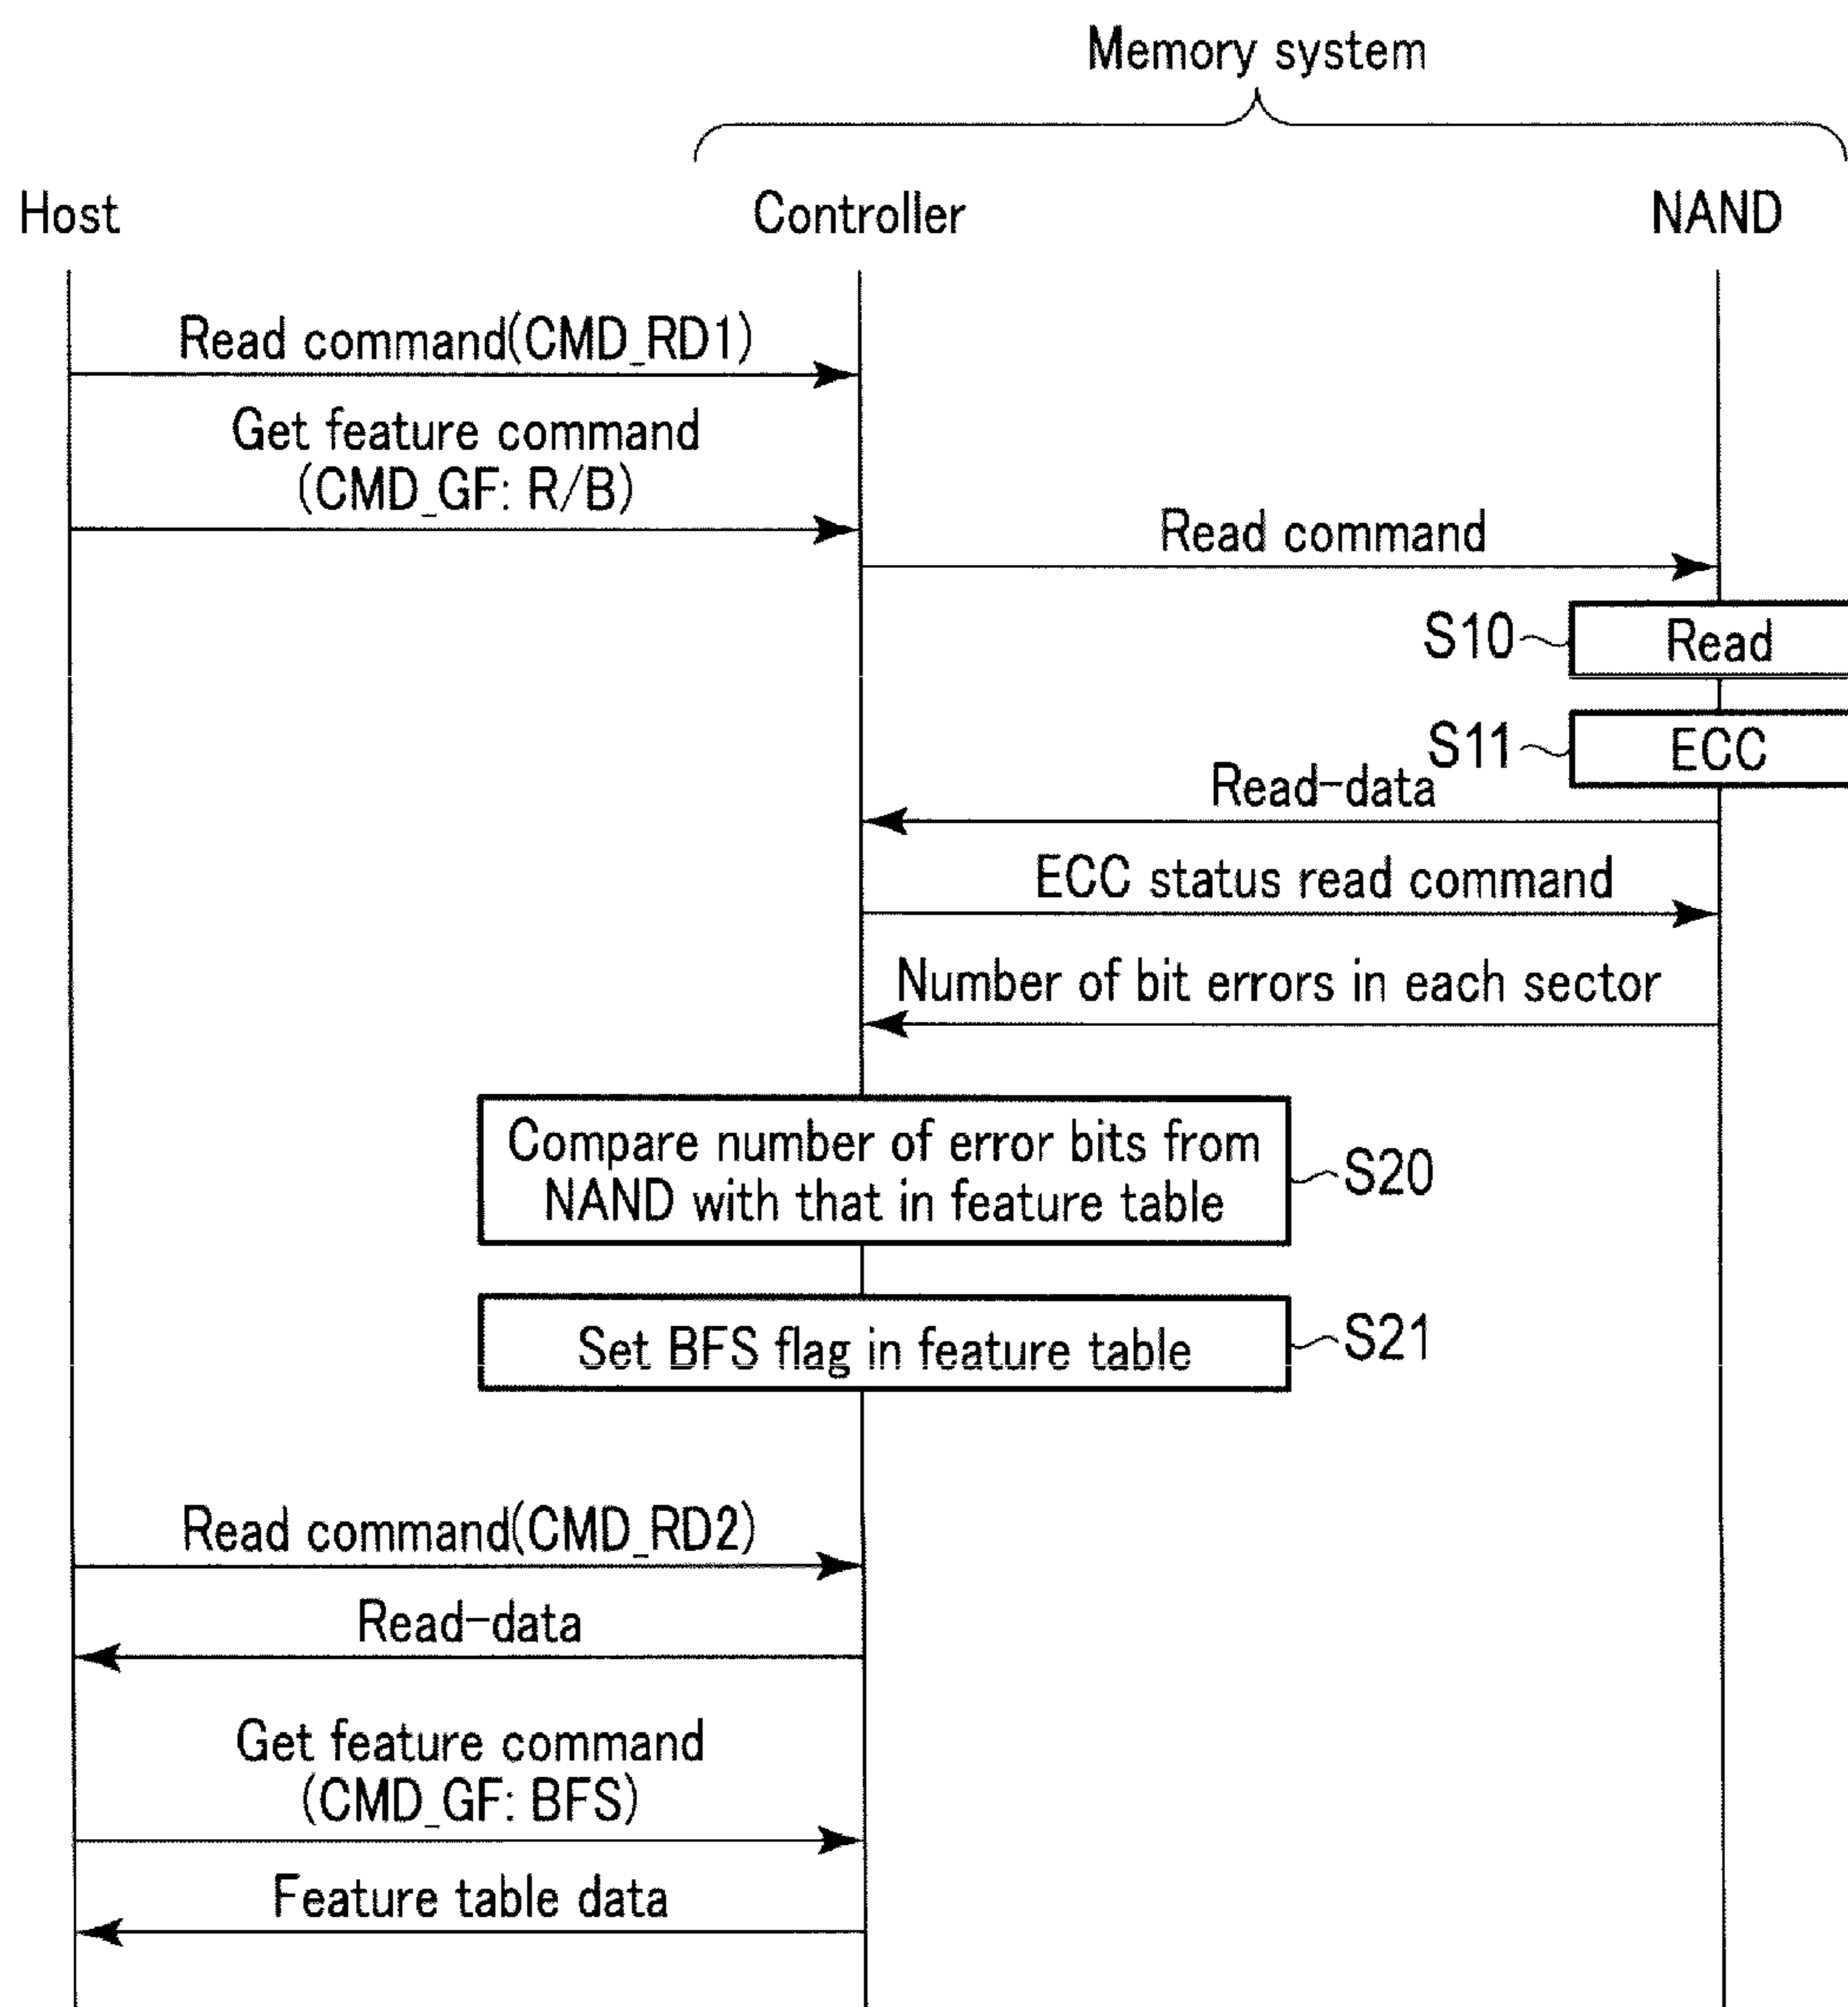 Memory system
Host
Controller
NAND
Read command(CMD_RD1)
Get feature command
(CMD_GF: R/B)
Read command
S10
Read
S11
ECC
Read-data
ECC status read command
Number of bit errors in each sector
Compare number of error bits from
NAND with that in feature table
S20
Set BFS flag in feature table
S21
Read command(CMD_RD2)
Read-data
Get feature command
(CMD_GF: BFS)
Feature table data